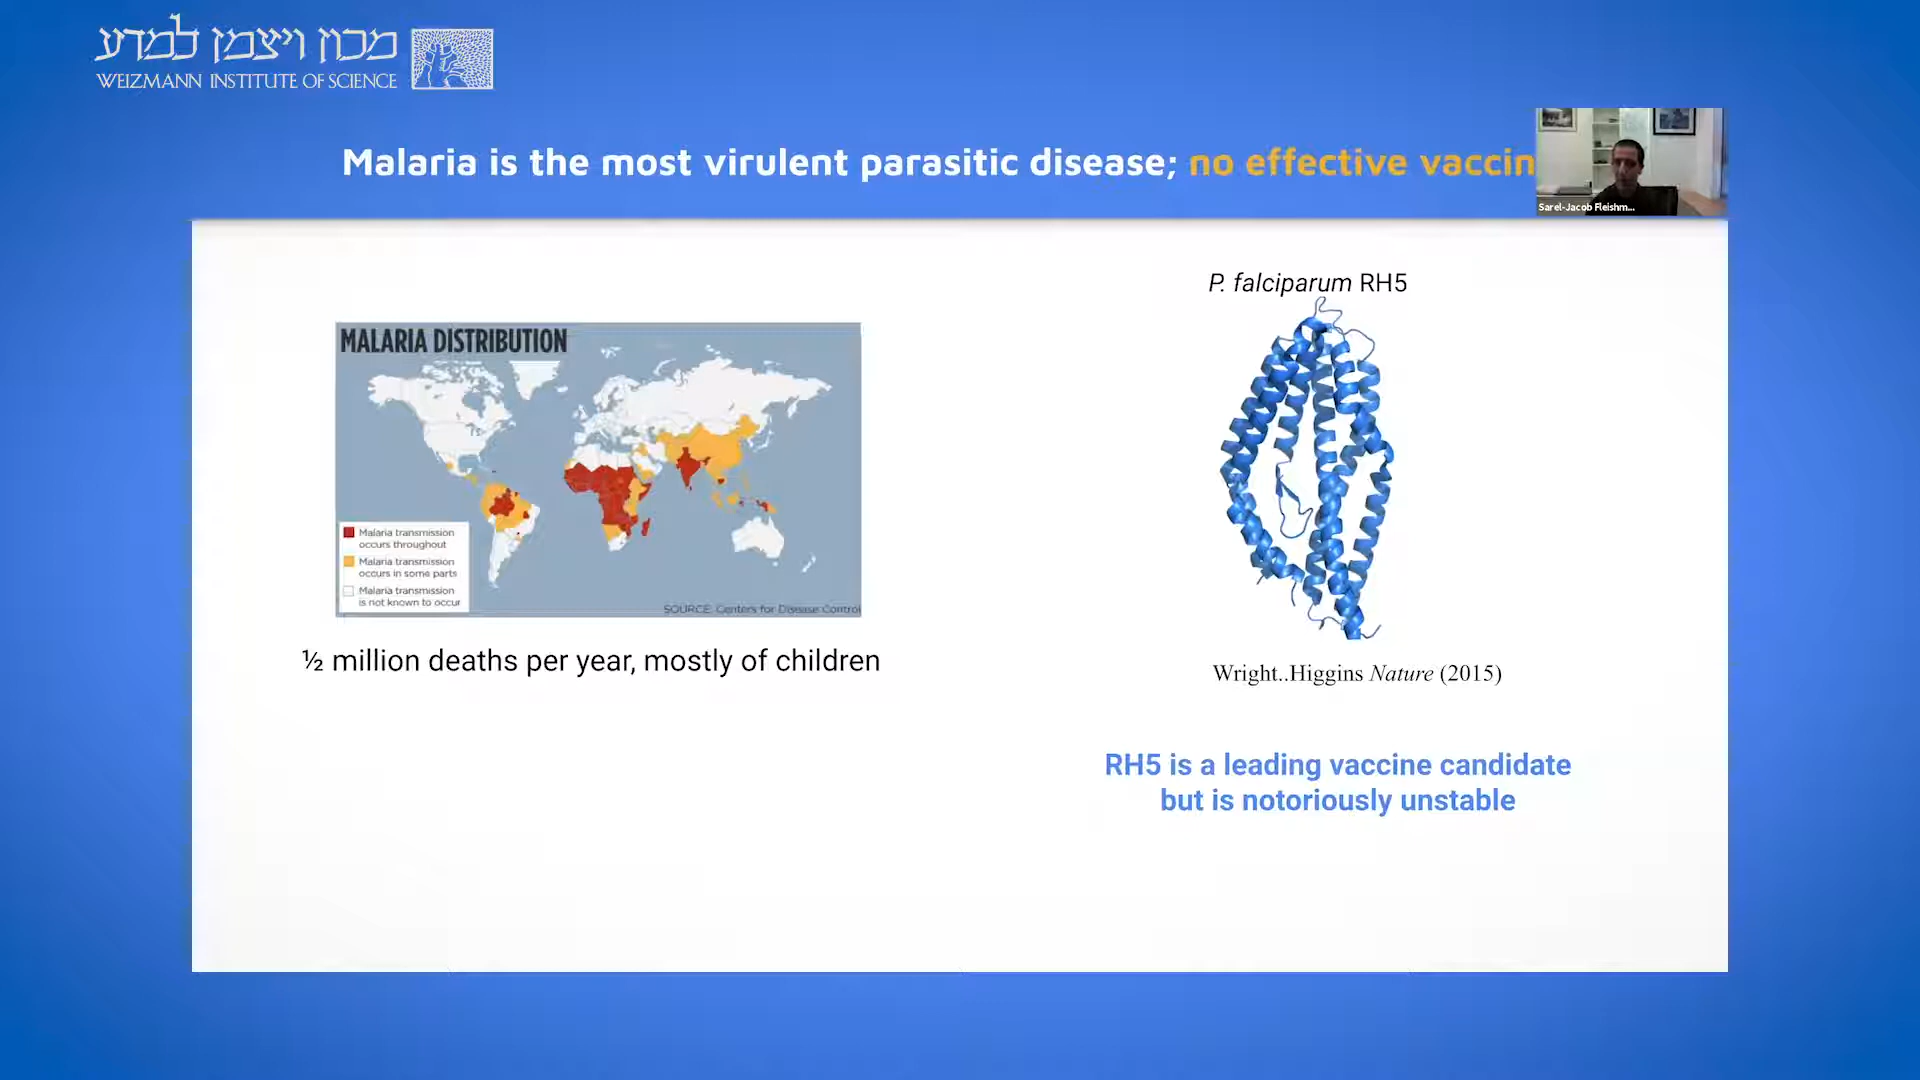 מכון ויצמן למדע
WEIZMANN INSTITUTE OF SCIENCE
Malaria is the most virulent parasitic disease; no effective vaccin
Sarel-Jacob Fleishm...
MALARIA DISTRIBUTION
Malaria transmission
occurs throughout
Malaria transmission
occurs in some parts
Malaria transmission
is not known to occur
SOURCE: Centers for Disease Control
½ million deaths per year, mostly of children
P. falciparum RH5
Wright..Higgins Nature (2015)
RH5 is a leading vaccine candidate
but is notoriously unstable